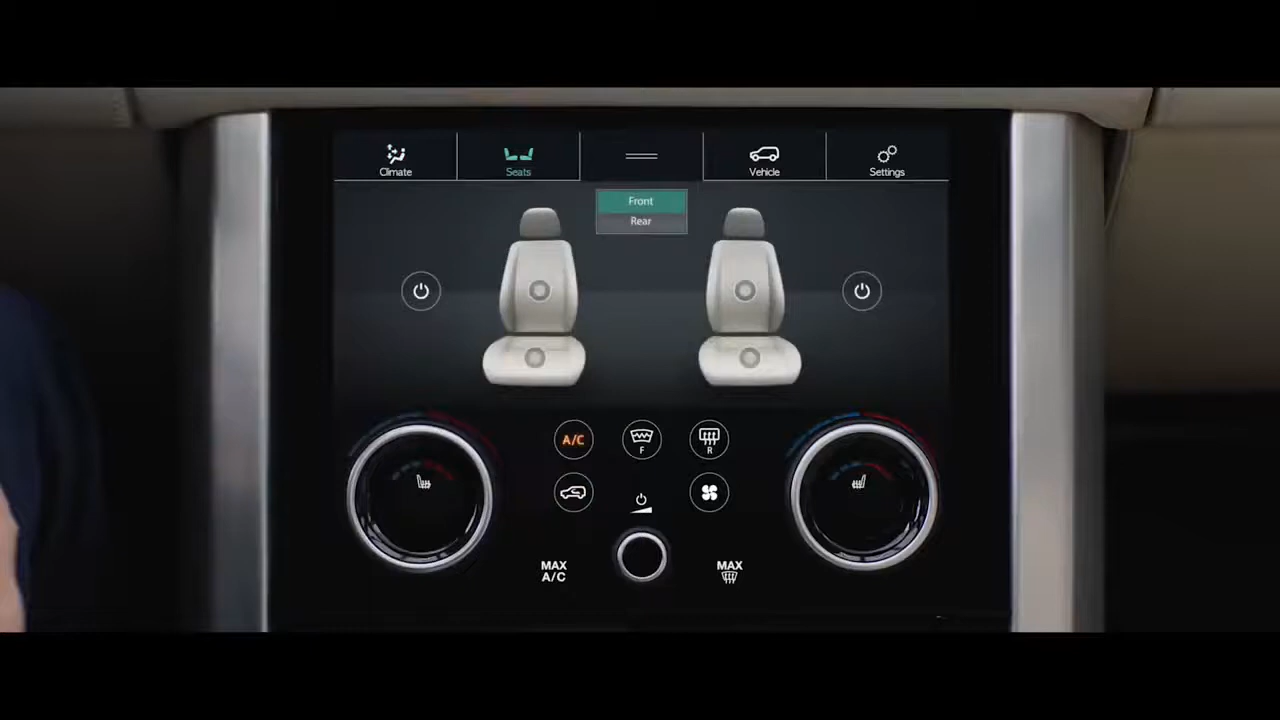 Climate
Seats
Vehicle
Settings
Front
Rear
A/C
F
R
MAX
A/C
MAX